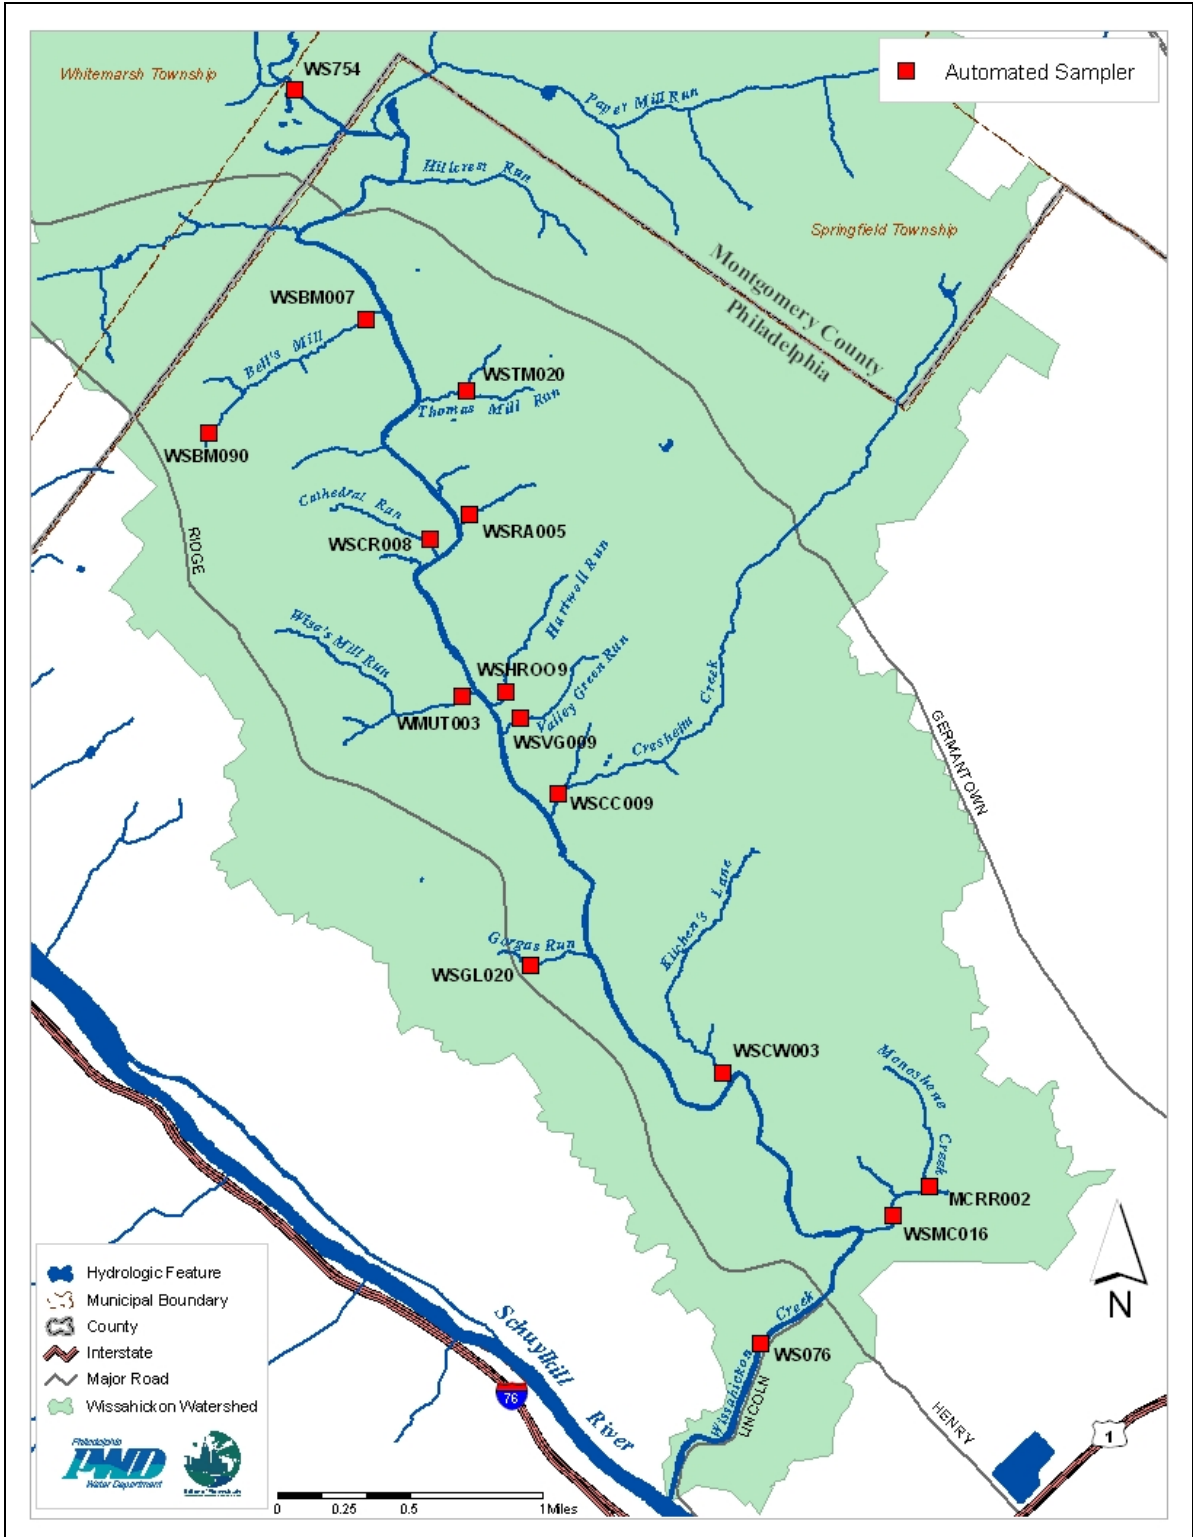 Whitemarsh Township
WS754
Automated Sampler
Paper Mill Run
Hillcrest Run
Springfield Township
Montgomery County
Philadelphia
WSBM007
Bell's Mill
WSTM020
Thomas Mill Run
WSBM090
Cathedral Run
WSRA005
WSCR008
RIDGE
Hartwell Run
Wise's Mill Run
WSHROO9
Valley Green Run
WMUT003
WSVG009
Cresheim Creek
WSCC009
GERMANTOWN
Kitchen's Lane
Gorgas Run
WSGL020
WSCW003
Monoshone Creek
MCRR002
WSMC016
N
Creek
WS076
Wissahickon
LINCOLN
HENRY
1
Schuylkill
River
76
Hydrologic Feature
Municipal Boundary
County
Interstate
Major Road
Wissahickon Watershed
Philadelphia
PWD
Water Department
0 0.25 0.5 1 Miles